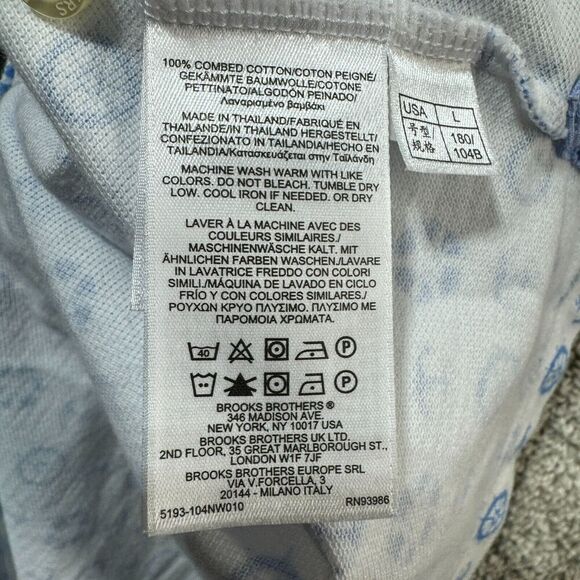 ERS
100% COMBED COTTON/COTON PEIGNÉ/
GEKÄMMTE BAUMWOLLE/COTONE
PETTINATO/ALGODÓN PEINADO/
Λαναρισμένο βαμβάκι
MADE IN THAILAND/FABRIQUÉ EN
THAÏLANDE/IN THAILAND HERGESTELLT/
CONFEZIONATO IN TAILANDIA/HECHO EN
TAILANDIA/Κατασκευάζεται στην Ταϊλάνδη
MACHINE WASH WARM WITH LIKE
COLORS. DO NOT BLEACH. TUMBLE DRY
LOW. COOL IRON IF NEEDED. OR DRY
CLEAN.
LAVER À LA MACHINE AVEC DES
COULEURS SIMILAIRES./
MASCHINENWÄSCHE KALT. MIT
ÄHNLICHEN FARBEN WASCHEN./LAVARE
IN LAVATRICE FREDDO CON COLORI
SIMILI./MÁQUINA DE LAVADO EN CICLO
FRÍO Y CON COLORES SIMILARES./
ΡΟΥΧΩΝ ΚΡΥΟ ΠΛΥΣΙΜΟ. ΠΛΥΣΙΜΟ ΜΕ
ΠΑΡΟΜΟΙΑ ΧΡΩΜΑΤΑ.
40 P
P
BROOKS BROTHERS ®
346 MADISON AVE.
NEW YORK, NY 10017 USA
BROOKS BROTHERS UK LTD.
2ND FLOOR, 35 GREAT MARLBOROUGH ST.,
LONDON W1F 7JF
BROOKS BROTHERS EUROPE SRL
VIA V.FORCELLA, 3
20144 - MILANO ITALY
5193-104NW010 RN93986
USA L
号型 180/
规格 104B